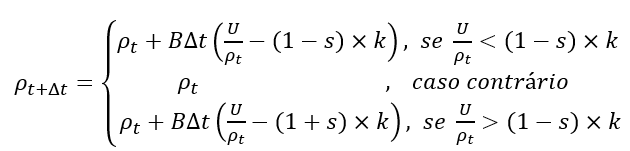 ρ_{t+Δt} = { ρ_t + BΔt (U/ρ_t − (1 − s) × k) , se U/ρ_t < (1 − s) × k
ρ_t , caso contrário
ρ_t + BΔt (U/ρ_t − (1 + s) × k) , se U/ρ_t > (1 − s) × k